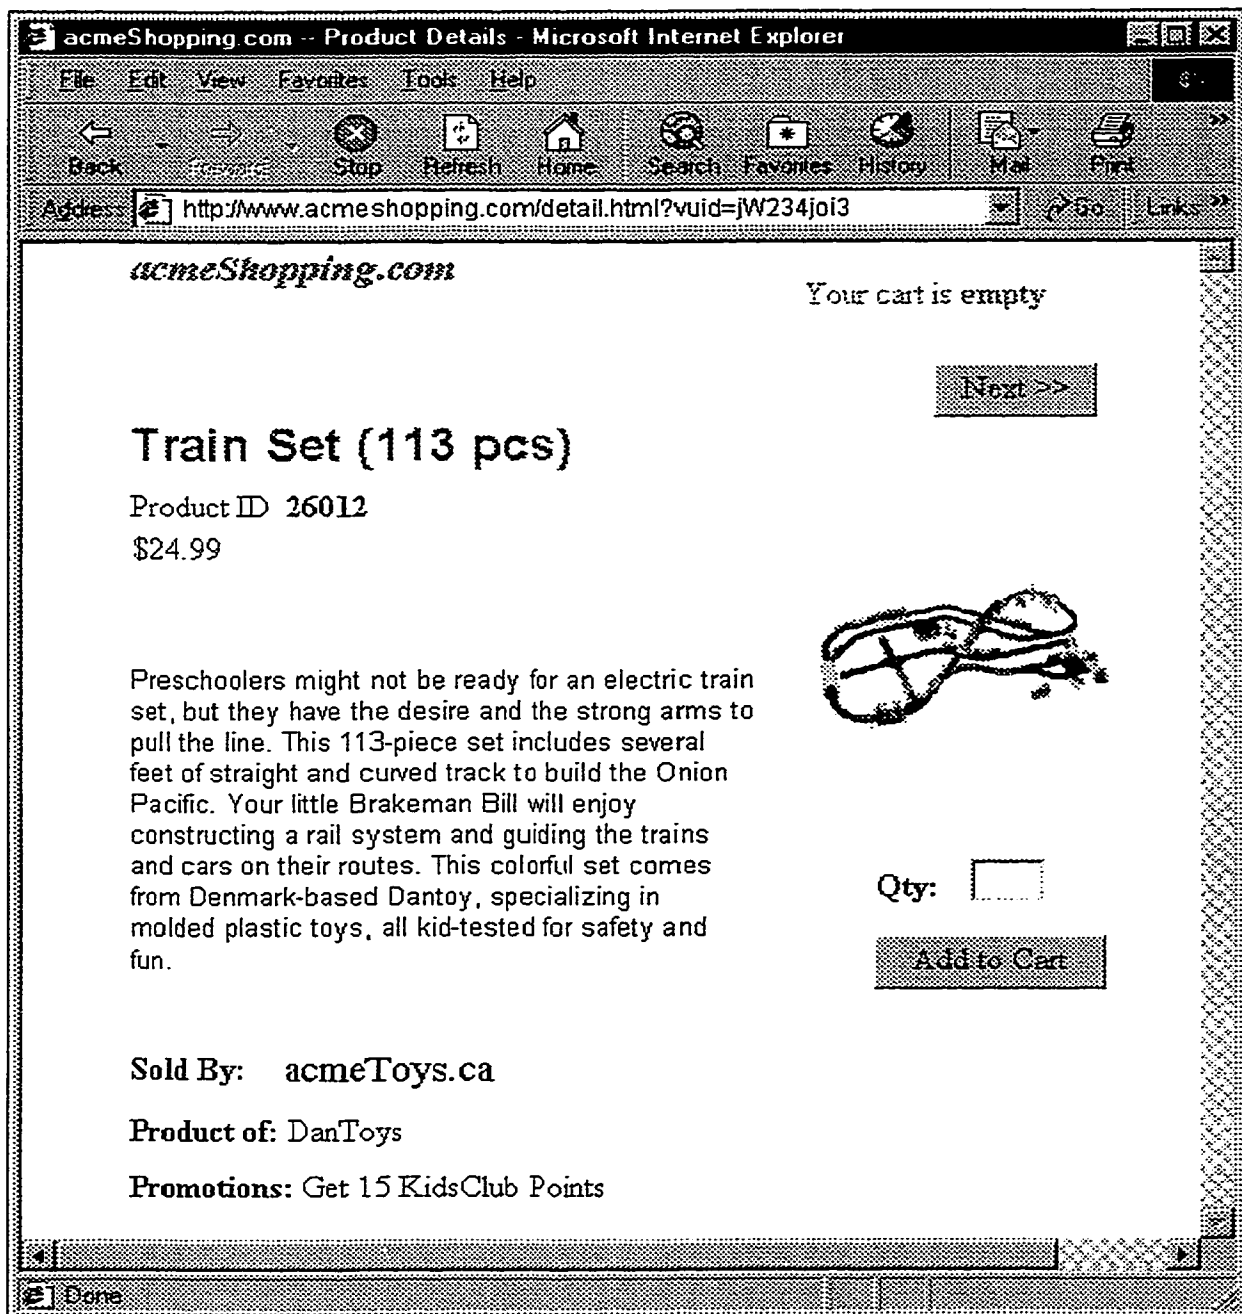 acmeShopping.com -- Product Details - Microsoft Internet Explorer
File Edit View Favorites Tools Help
Back Forward Stop Refresh Home Search Favorites History Mail Print
Address http://www.acmeshopping.com/detail.html?vuid=jW234joi3 Go Links
acmeShopping.com
Your cart is empty
Next >>
Train Set (113 pcs)
Product ID 26012
$24.99
Preschoolers might not be ready for an electric train
set, but they have the desire and the strong arms to
pull the line. This 113-piece set includes several
feet of straight and curved track to build the Onion
Pacific. Your little Brakeman Bill will enjoy
constructing a rail system and guiding the trains
and cars on their routes. This colorful set comes
from Denmark-based Dantoy, specializing in
molded plastic toys, all kid-tested for safety and
fun.
Qty:
Add to Cart
Sold By: acmeToys.ca
Product of: DanToys
Promotions: Get 15 KidsClub Points
Done